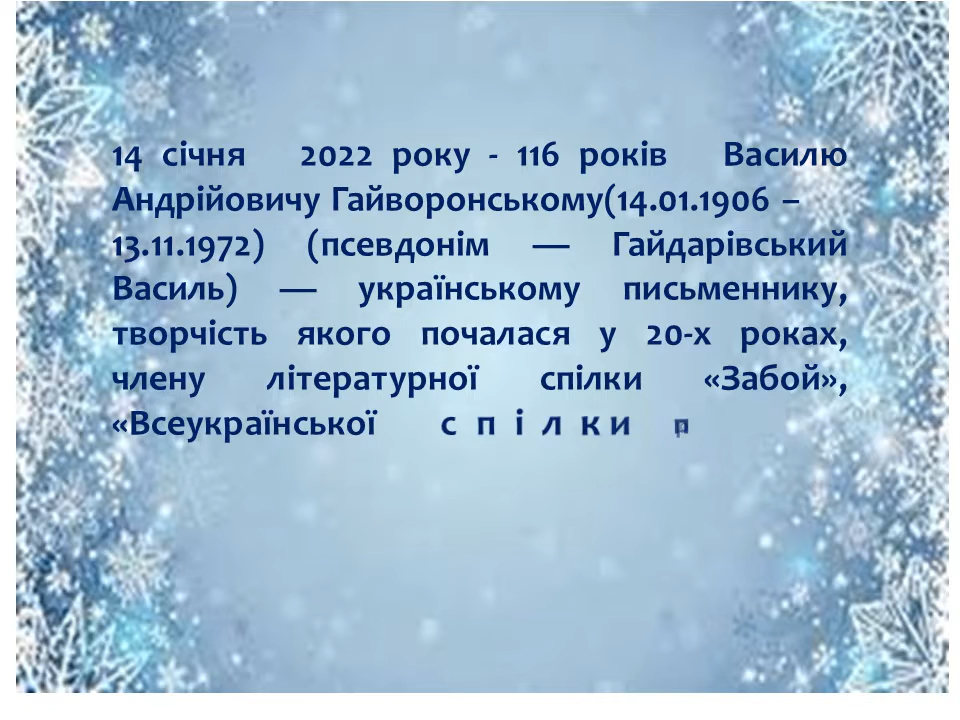 14 січня 2022 року - 116 років Василю
Андрійовичу Гайворонському(14.01.1906 –
13.11.1972) (псевдонім — Гайдарівський
Василь) — українському письменнику,
творчість якого почалася у 20-х роках,
члену літературної спілки «Забой»,
«Всеукраїнської спілки